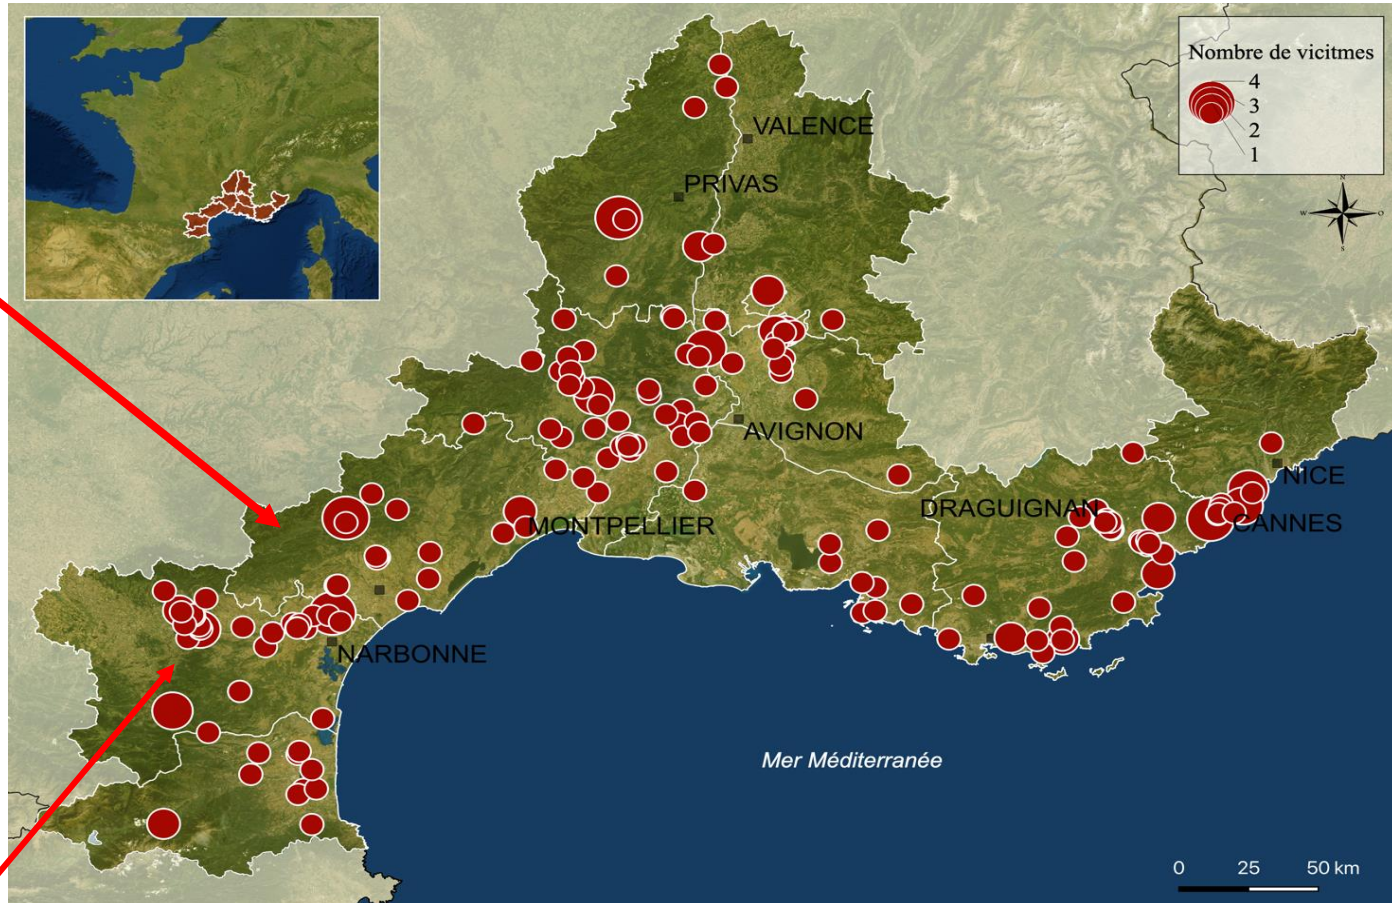 Nombre de vicitmes
4
3
2
1
N
W
O
S
VALENCE
PRIVAS
AVIGNON
NICE
DRAGUIGNAN
CANNES
MONTPELLIER
NARBONNE
Mer Méditerranée
0 25 50 km